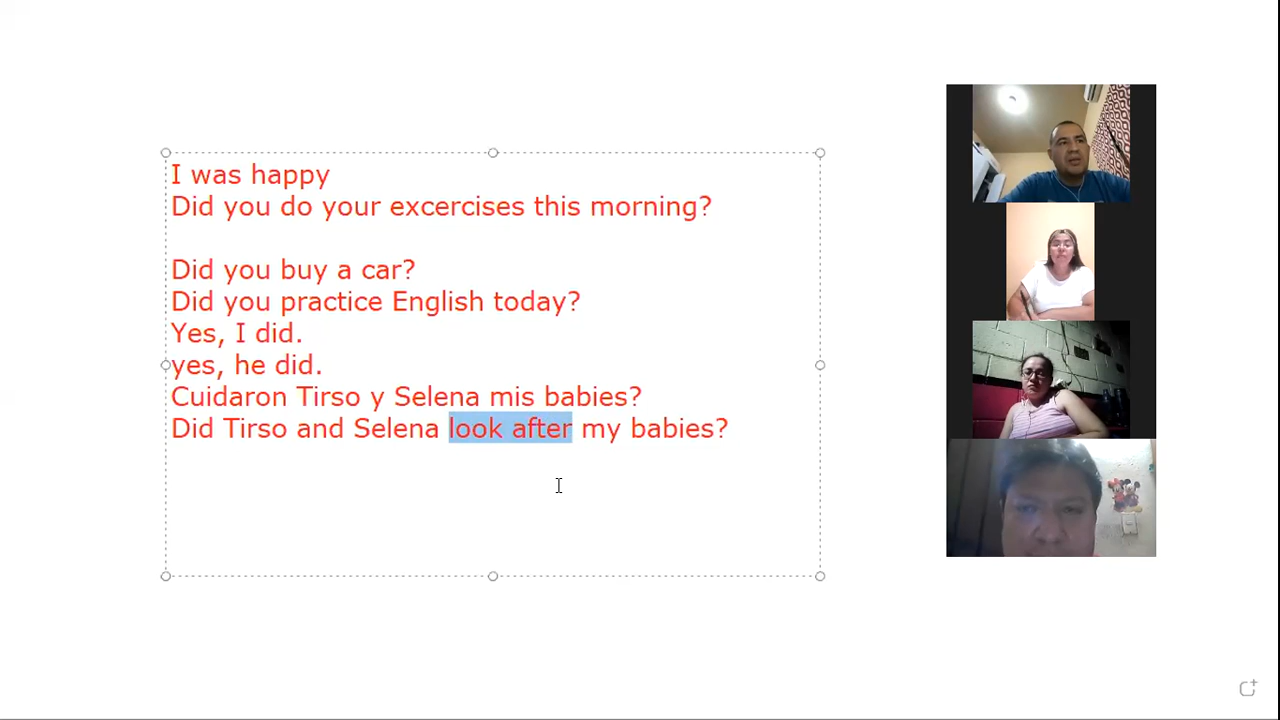 I was happy
Did you do your excercises this morning?
Did you buy a car?
Did you practice English today?
Yes, I did.
yes, he did.
Cuidaron Tirso y Selena mis babies?
Did Tirso and Selena look after my babies?